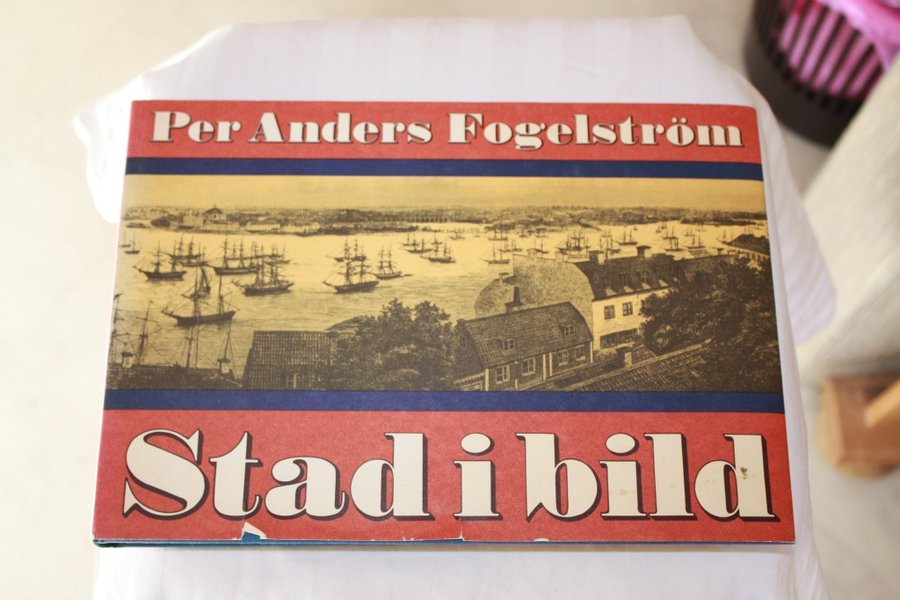 Per Anders Fogelström
Stad i bild